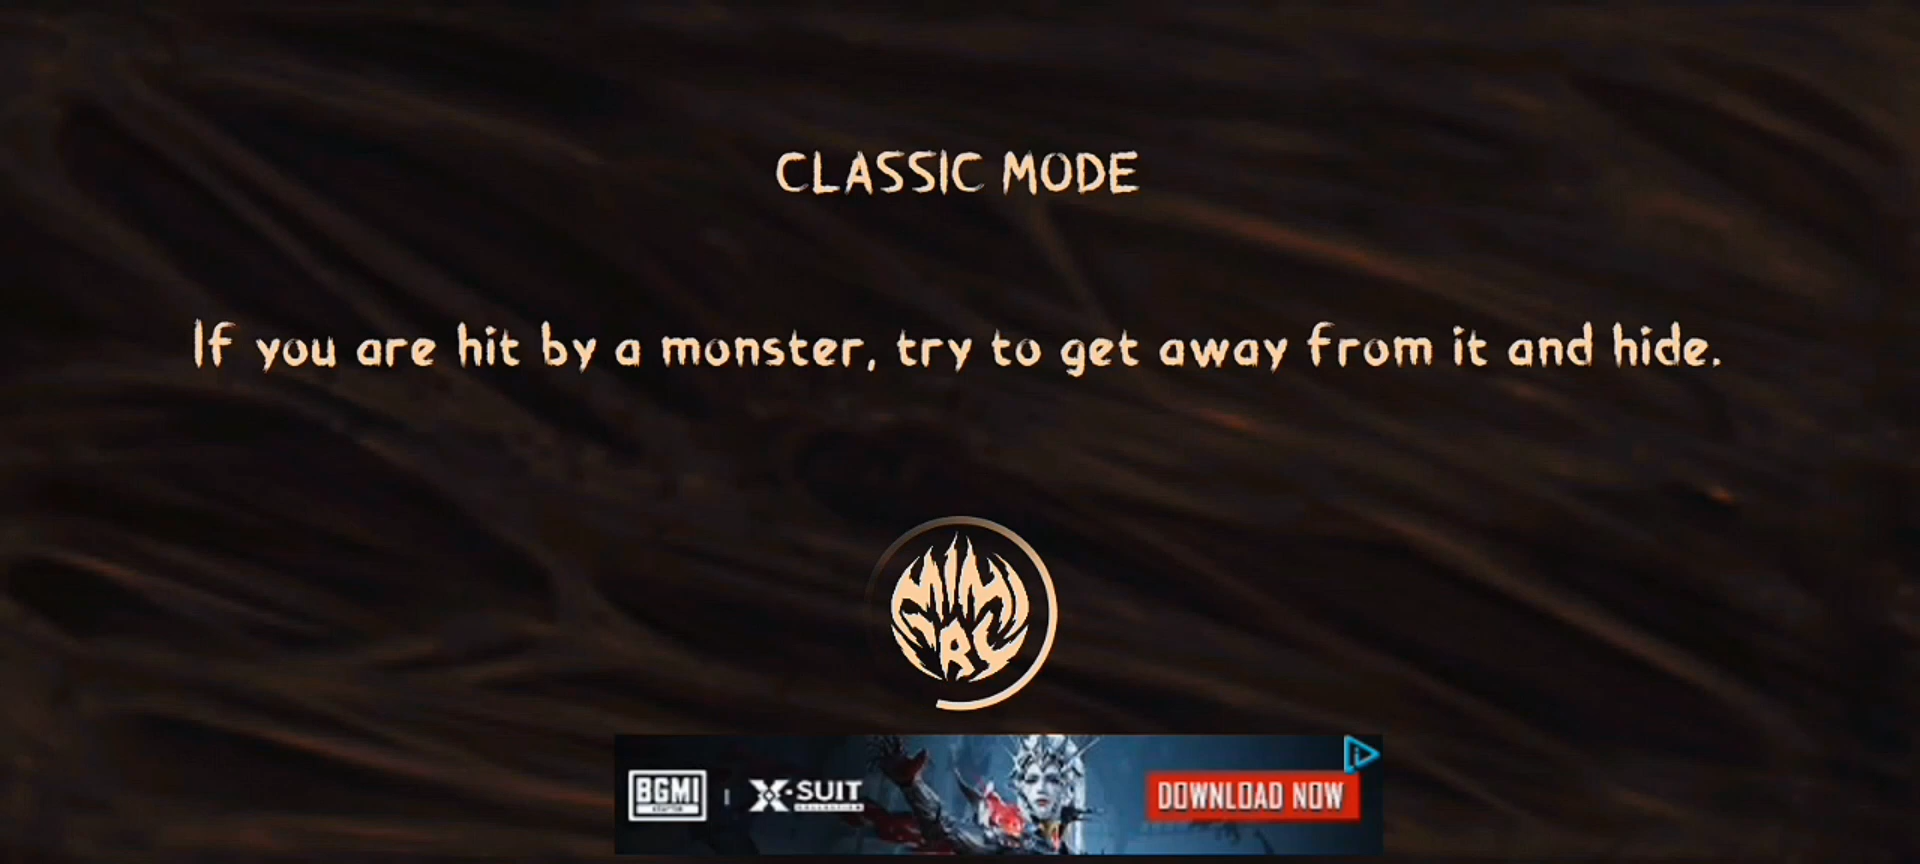 CLASSIC MODE
If you are hit by a monster, try to get away from it and hide.
MIMICRY
BGMI
X-SUIT
DOWNLOAD NOW